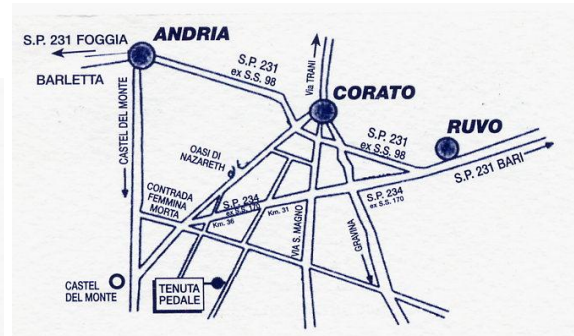 ANDRIA
S.P. 231 FOGGIA
BARLETTA
S.P. 231
ex S.S. 98
Via TRANI
CORATO
RUVO
S.P. 231
ex S.S. 98
S.P. 231 BARI
CASTEL DEL MONTE
OASI DI
NAZARETH
CONTRADA
FEMMINA
MORTA
S.P. 234
ex S.S. 170
Km. 36
Km. 31
S.P. 234
ex S.S. 170
VIA S. MAGNO
GRAVINA
CASTEL
DEL MONTE
TENUTA
PEDALE